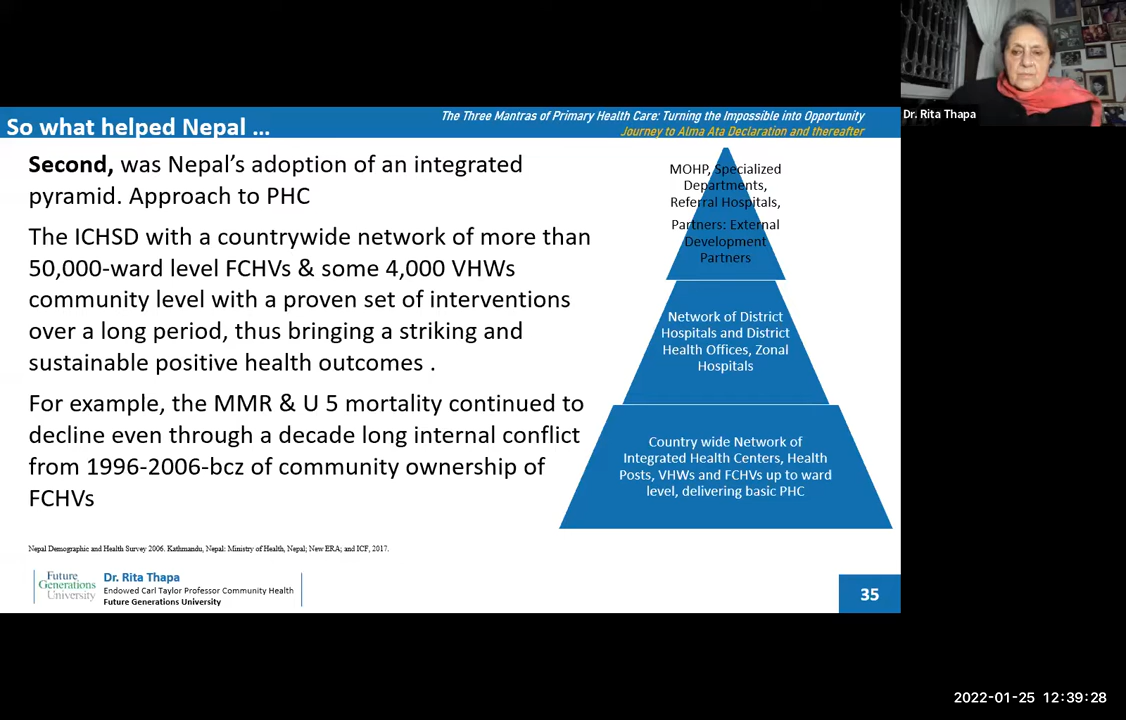 Dr. Rita Thapa
So what helped Nepal ...
The Three Mantras of Primary Health Care: Turning the Impossible into Opportunity
Journey to Alma Ata Declaration and thereafter
Second, was Nepal's adoption of an integrated
pyramid. Approach to PHC
The ICHSD with a countrywide network of more than
50,000-ward level FCHVs & some 4,000 VHWs
community level with a proven set of interventions
over a long period, thus bringing a striking and
sustainable positive health outcomes .
For example, the MMR & U 5 mortality continued to
decline even through a decade long internal conflict
from 1996-2006-bcz of community ownership of
FCHVs
MOHP, Specialized
Departments,
Referral Hospitals,
Partners: External
Development
Partners
Network of District
Hospitals and District
Health Offices, Zonal
Hospitals
Country wide Network of
Integrated Health Centers, Health
Posts, VHWs and FCHVs up to ward
level, delivering basic PHC
Nepal Demographic and Health Survey 2006. Kathmandu, Nepal: Ministry of Health, Nepal; New ERA; and ICF, 2017.
Future
Generations
University
Dr. Rita Thapa
Endowed Carl Taylor Professor Community Health
Future Generations University
35
2022-01-25 12:39:28